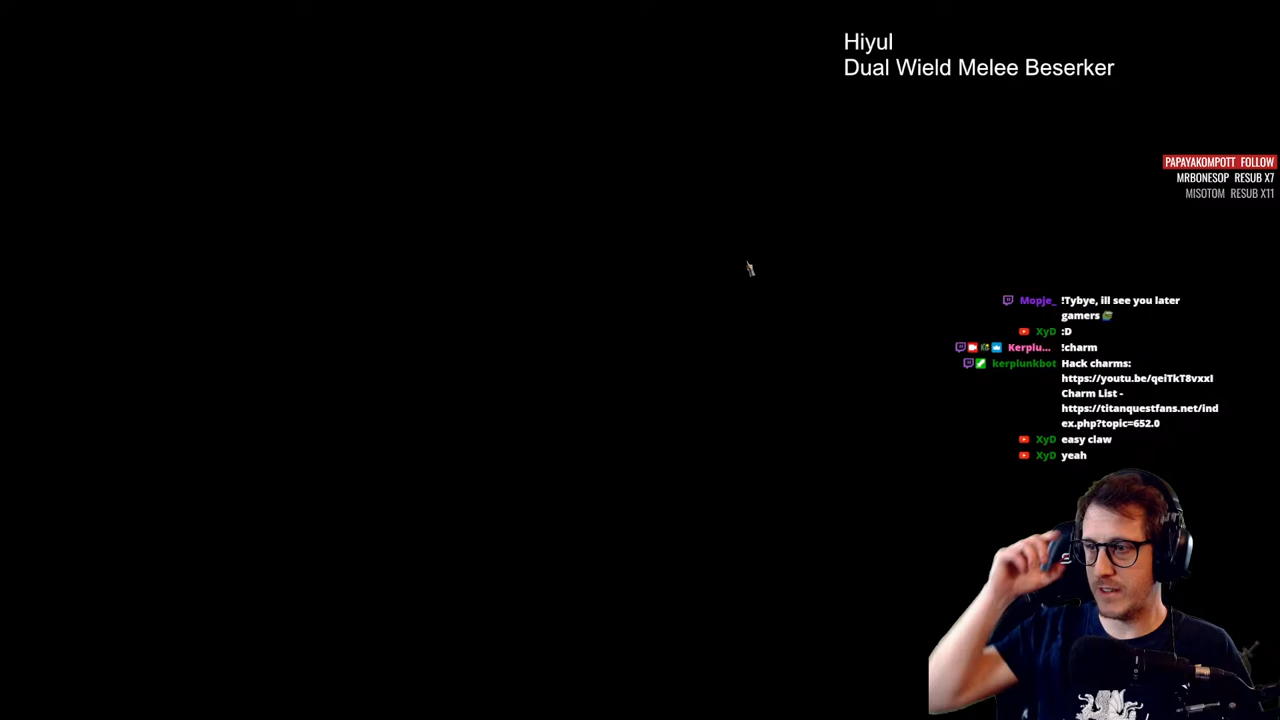 Hiyul
Dual Wield Melee Beserker
PAPAYAKOMPOTT FOLLOW
MRBONESOP RESUB X7
MISOTOM RESUB X11
Mopje_ !Tybye, ill see you later
gamers
XyD :D
Kerplu... !charm
kerplunkbot Hack charms:
https://youtu.be/qeiTkT8vxxI
Charm List -
https://titanquestfans.net/ind
ex.php?topic=652.0
XyD easy claw
XyD yeah